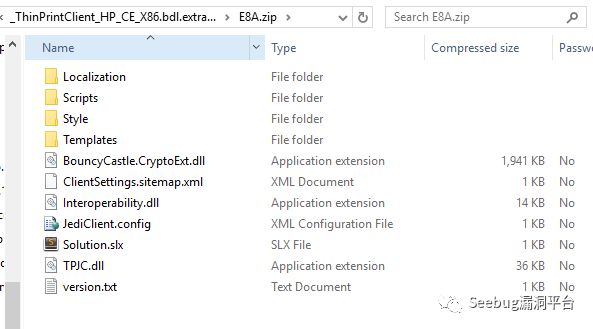 _ThinPrintClient_HP_CE_X86.bdl.extra... > E8A.zip > Search E8A.zip
Name Type Compressed size Passwo
Localization File folder
Scripts File folder
Style File folder
Templates File folder
BouncyCastle.CryptoExt.dll Application extension 1,941 KB No
ClientSettings.sitemap.xml XML Document 1 KB No
Interoperability.dll Application extension 14 KB No
JediClient.config XML Configuration File 1 KB No
Solution.slx SLX File 1 KB No
TPJC.dll Application extension 36 KB No
version.txt Text Document 1 KB No
Seebug漏洞平台